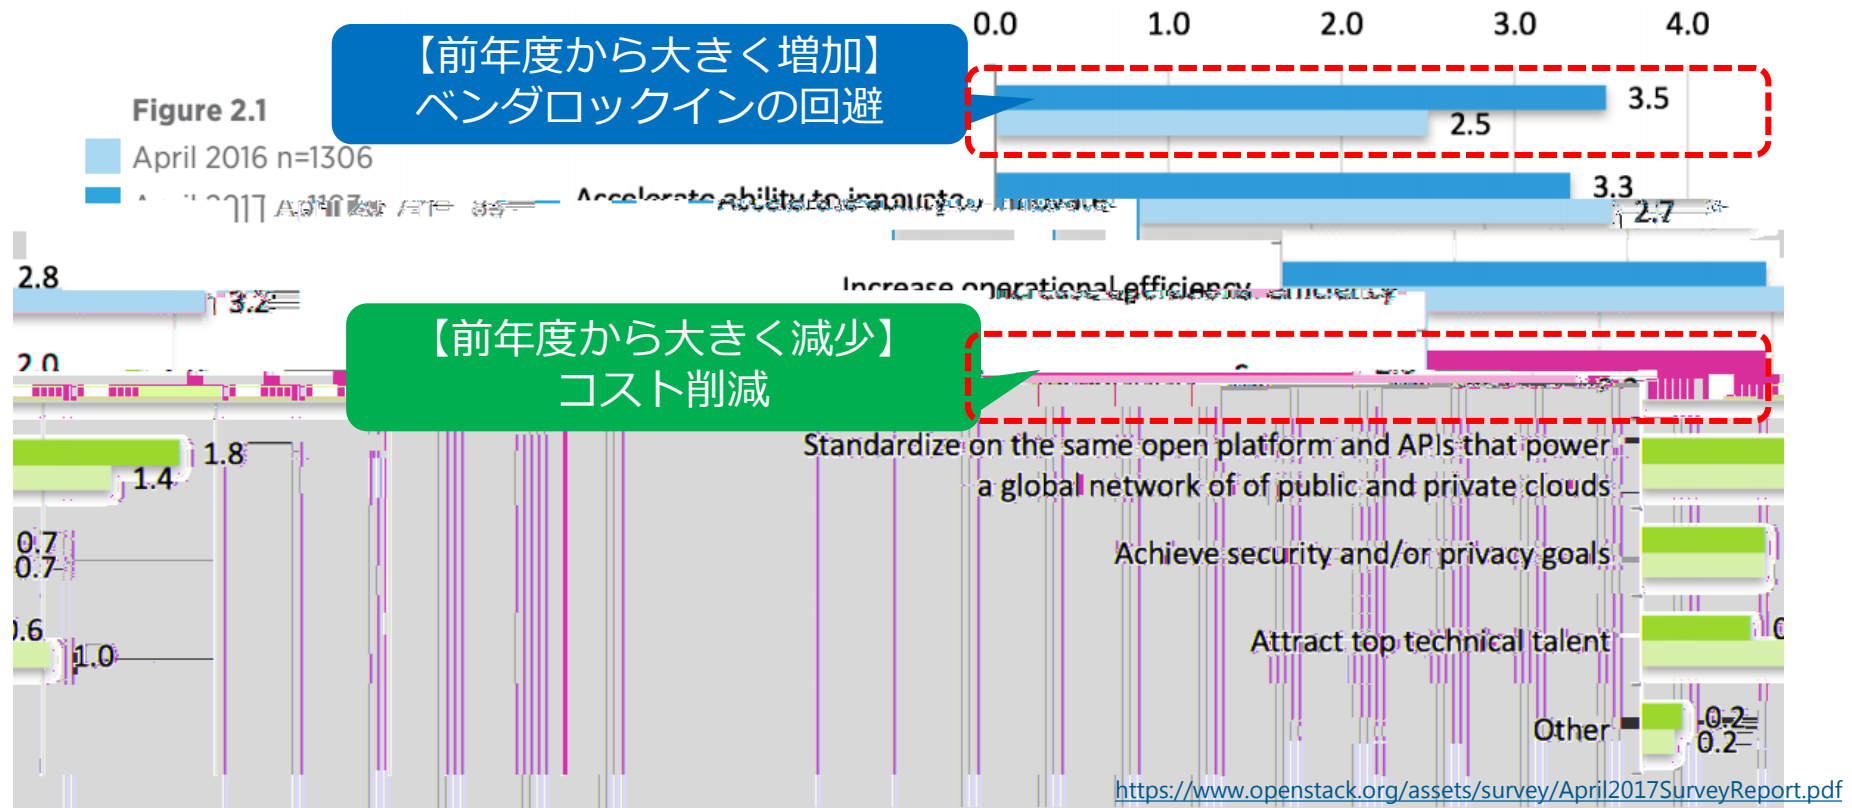 0.0 1.0 2.0 3.0 4.0
【前年度から大きく増加】
ベンダロックインの回避
3.5
2.5
Figure 2.1
April 2016 n=1306
Accelerate ability to innovate
3.3
2.7
2.8
3.2
Increase operational efficiency
【前年度から大きく減少】
コスト削減
2.0
1.8
1.4
Standardize on the same open platform and APIs that power
a global network of of public and private clouds
0.7
0.7
Achieve security and/or privacy goals
1.0
Attract top technical talent
Other
0.2
0.2
https://www.openstack.org/assets/survey/April2017SurveyReport.pdf